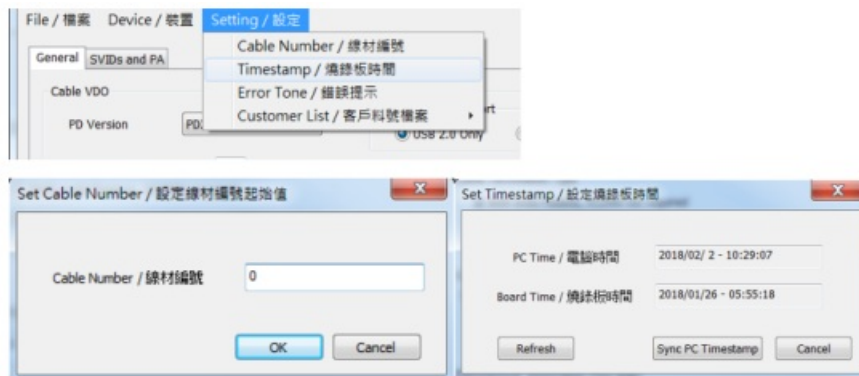 File / 檔案 Device / 裝置 Setting / 設定
Cable Number / 線材編號
General SVIDs and PA
Timestamp / 燒錄板時間
Cable VDO
Error Tone / 錯誤提示
Customer List / 客戶料號檔案
PD Version
USB 2.0 Only
Set Cable Number / 設定線材編號起始值
Cable Number / 線材編號
0
OK Cancel
Set Timestamp / 設定燒錄板時間
PC Time / 電腦時間 2018/02/ 2 - 10:29:07
Board Time / 燒錄板時間 2018/01/26 - 05:55:18
Refresh Sync PC Timestamp Cancel